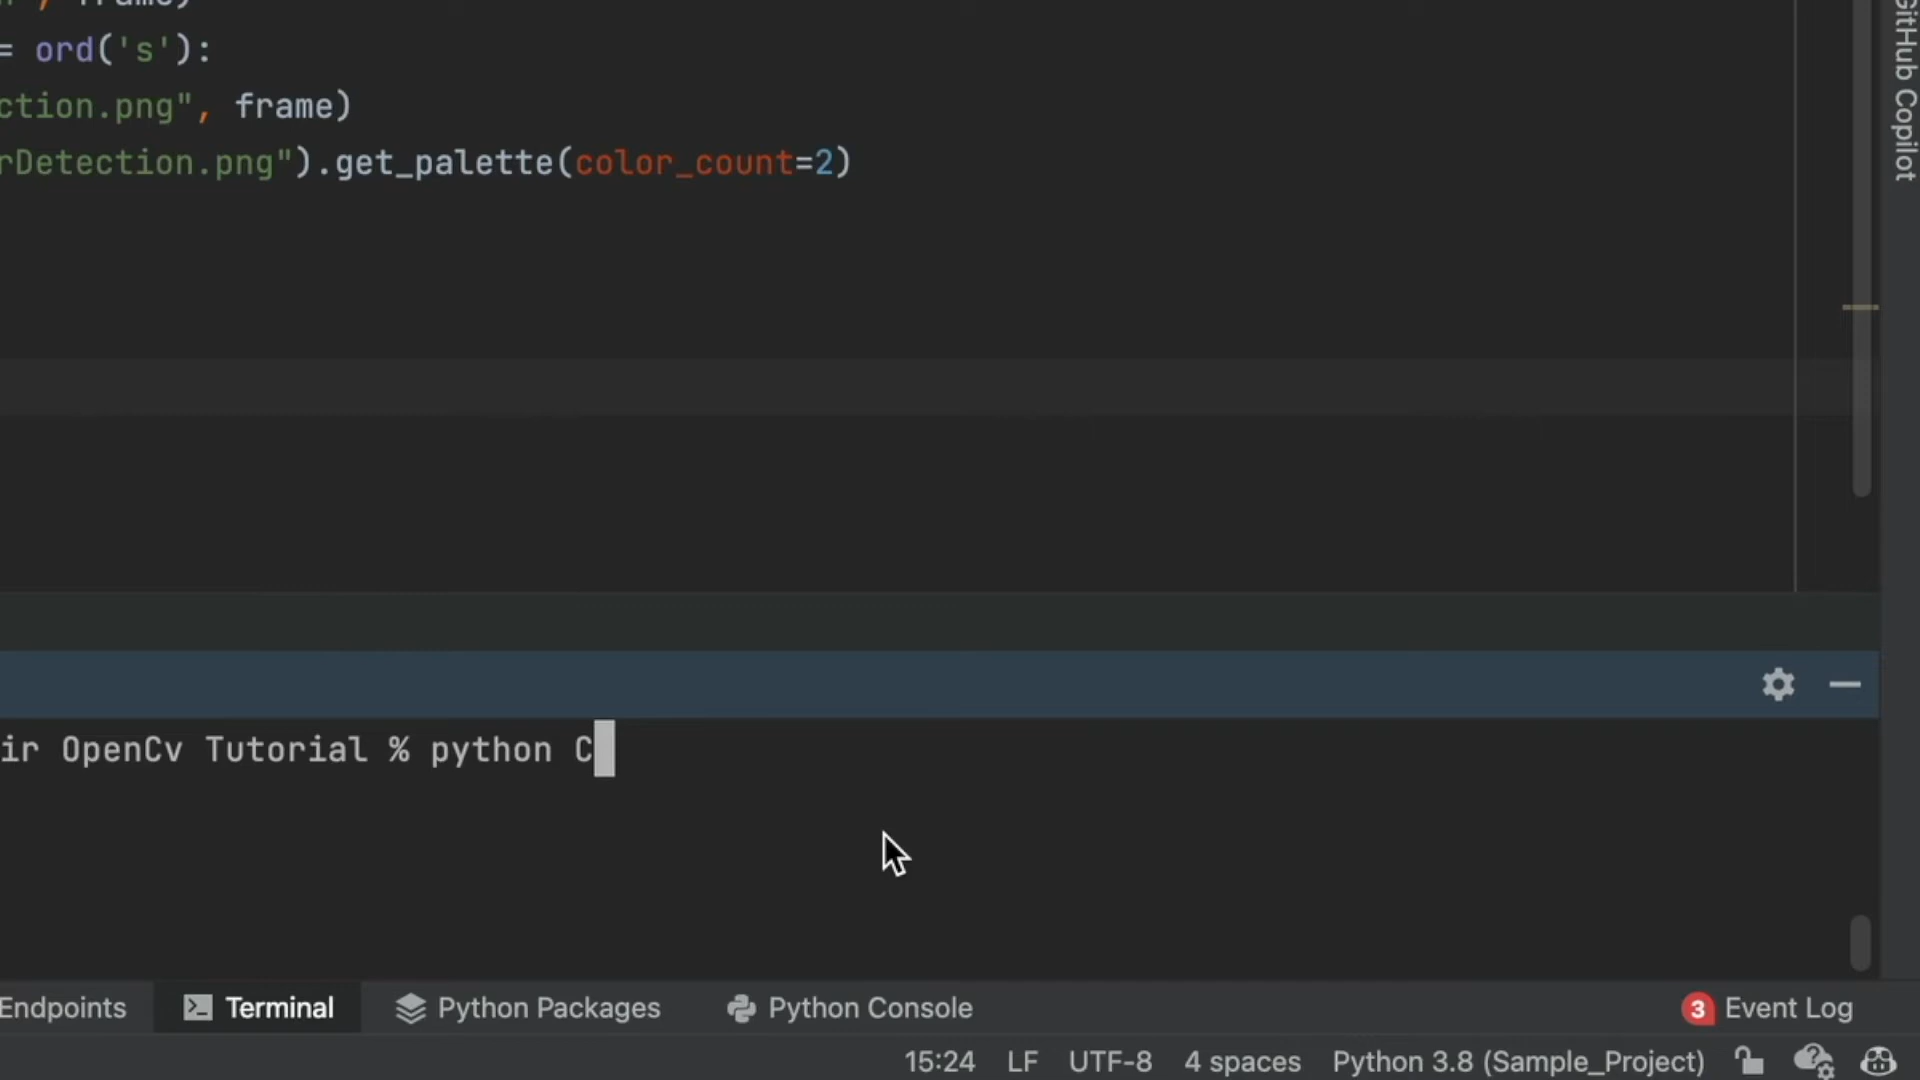 frame)
= ord('s'):
ction.png", frame)
rDetection.png").get_palette(color_count=2)
GitHub Copilot
ir OpenCv Tutorial % python C
Endpoints
Terminal
Python Packages
Python Console
3 Event Log
15:24 LF UTF-8 4 spaces Python 3.8 (Sample_Project)